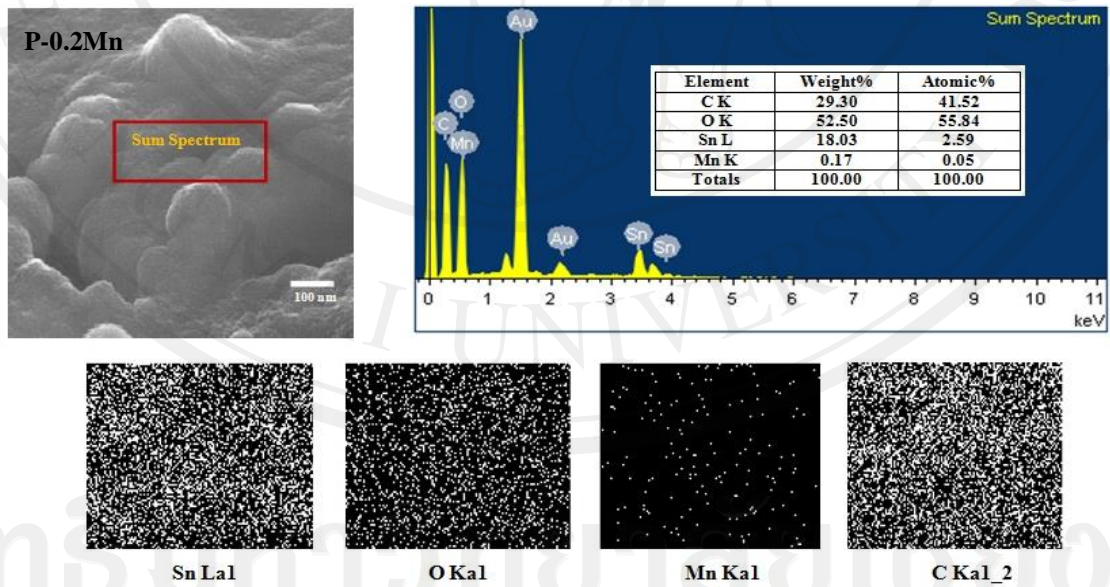 P-0.2Mn
Sum Spectrum
100 nm
Sum Spectrum
Au
O
C
Mn
Au
Sn
Sn
Element Weight% Atomic%
C K 29.30 41.52
O K 52.50 55.84
Sn L 18.03 2.59
Mn K 0.17 0.05
Totals 100.00 100.00
0 1 2 3 4 5 6 7 8 9 10 11
keV
I UNIVERSITY
Sn La1 O Ka1 Mn Ka1 C Ka1_2